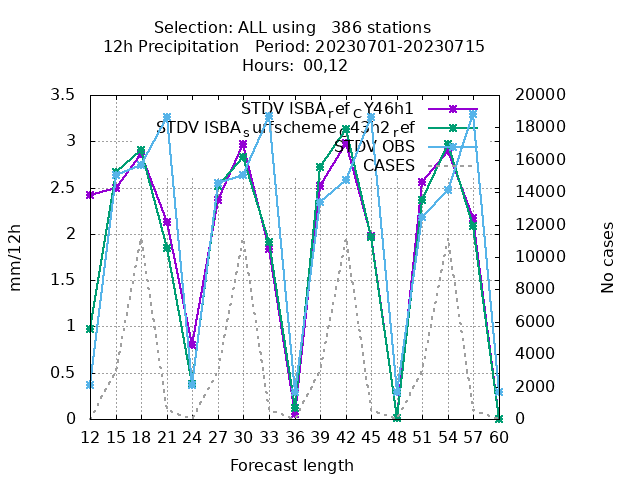 Selection: ALL using 386 stations
12h Precipitation Period: 20230701-20230715
Hours: 00,12
3.5
3
2.5
2
1.5
1
0.5
0
mm/12h
20000
18000
16000
14000
12000
10000
8000
6000
4000
2000
0
No cases
STDV ISBA_ref_CY46h1
STDV ISBA_surfscheme_c43h2_ref
STDV OBS
CASES
12 15 18 21 24 27 30 33 36 39 42 45 48 51 54 57 60
Forecast length